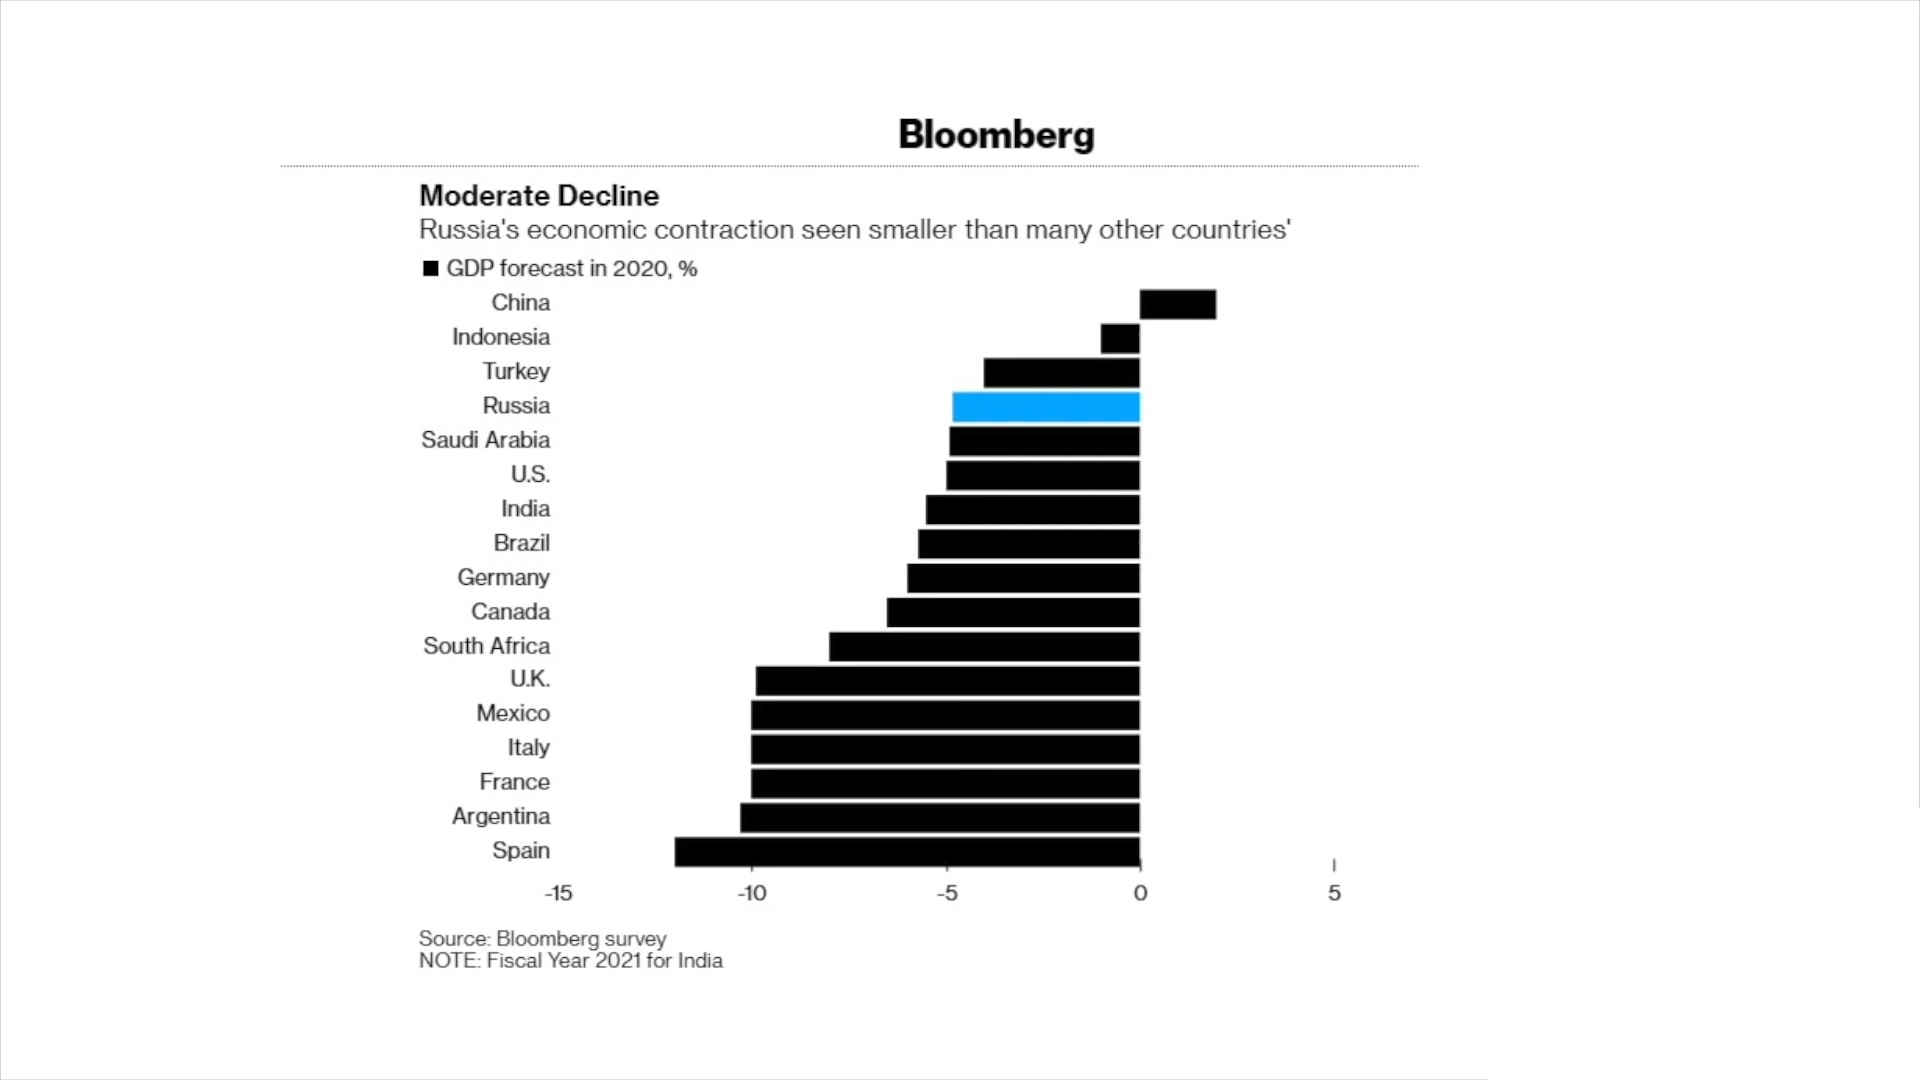 Bloomberg
Moderate Decline
Russia's economic contraction seen smaller than many other countries'
GDP forecast in 2020, %
China
Indonesia
Turkey
Russia
Saudi Arabia
U.S.
India
Brazil
Germany
Canada
South Africa
U.K.
Mexico
Italy
France
Argentina
Spain
-15 -10 -5 0 5
Source: Bloomberg survey
NOTE: Fiscal Year 2021 for India